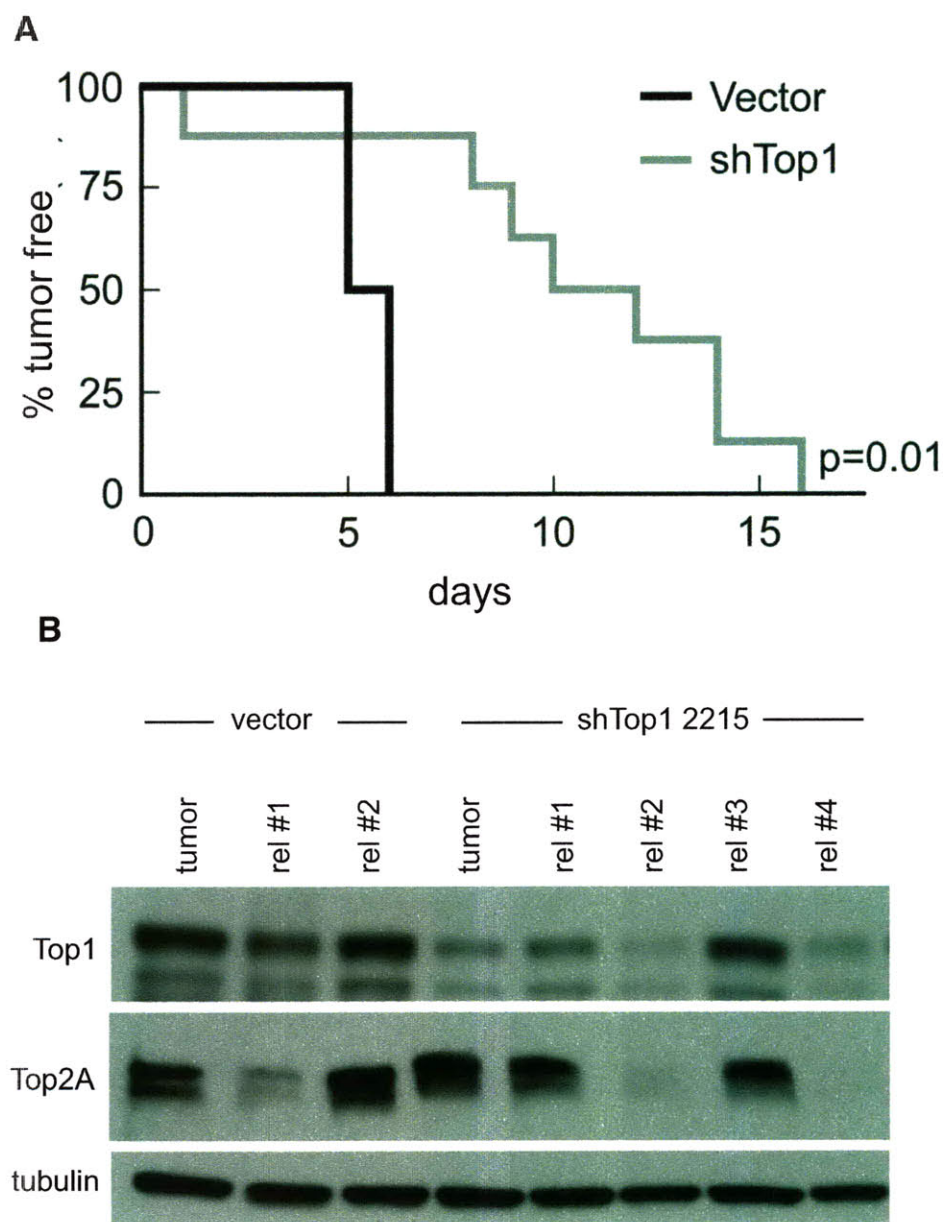 A
100
75
50
25
0
% tumor free
Vector
shTop1
p=0.01
0 5 10 15
days
B
vector shTop1 2215
tumor rel #1 rel #2 tumor rel #1 rel #2 rel #3 rel #4
Top1
Top2A
tubulin